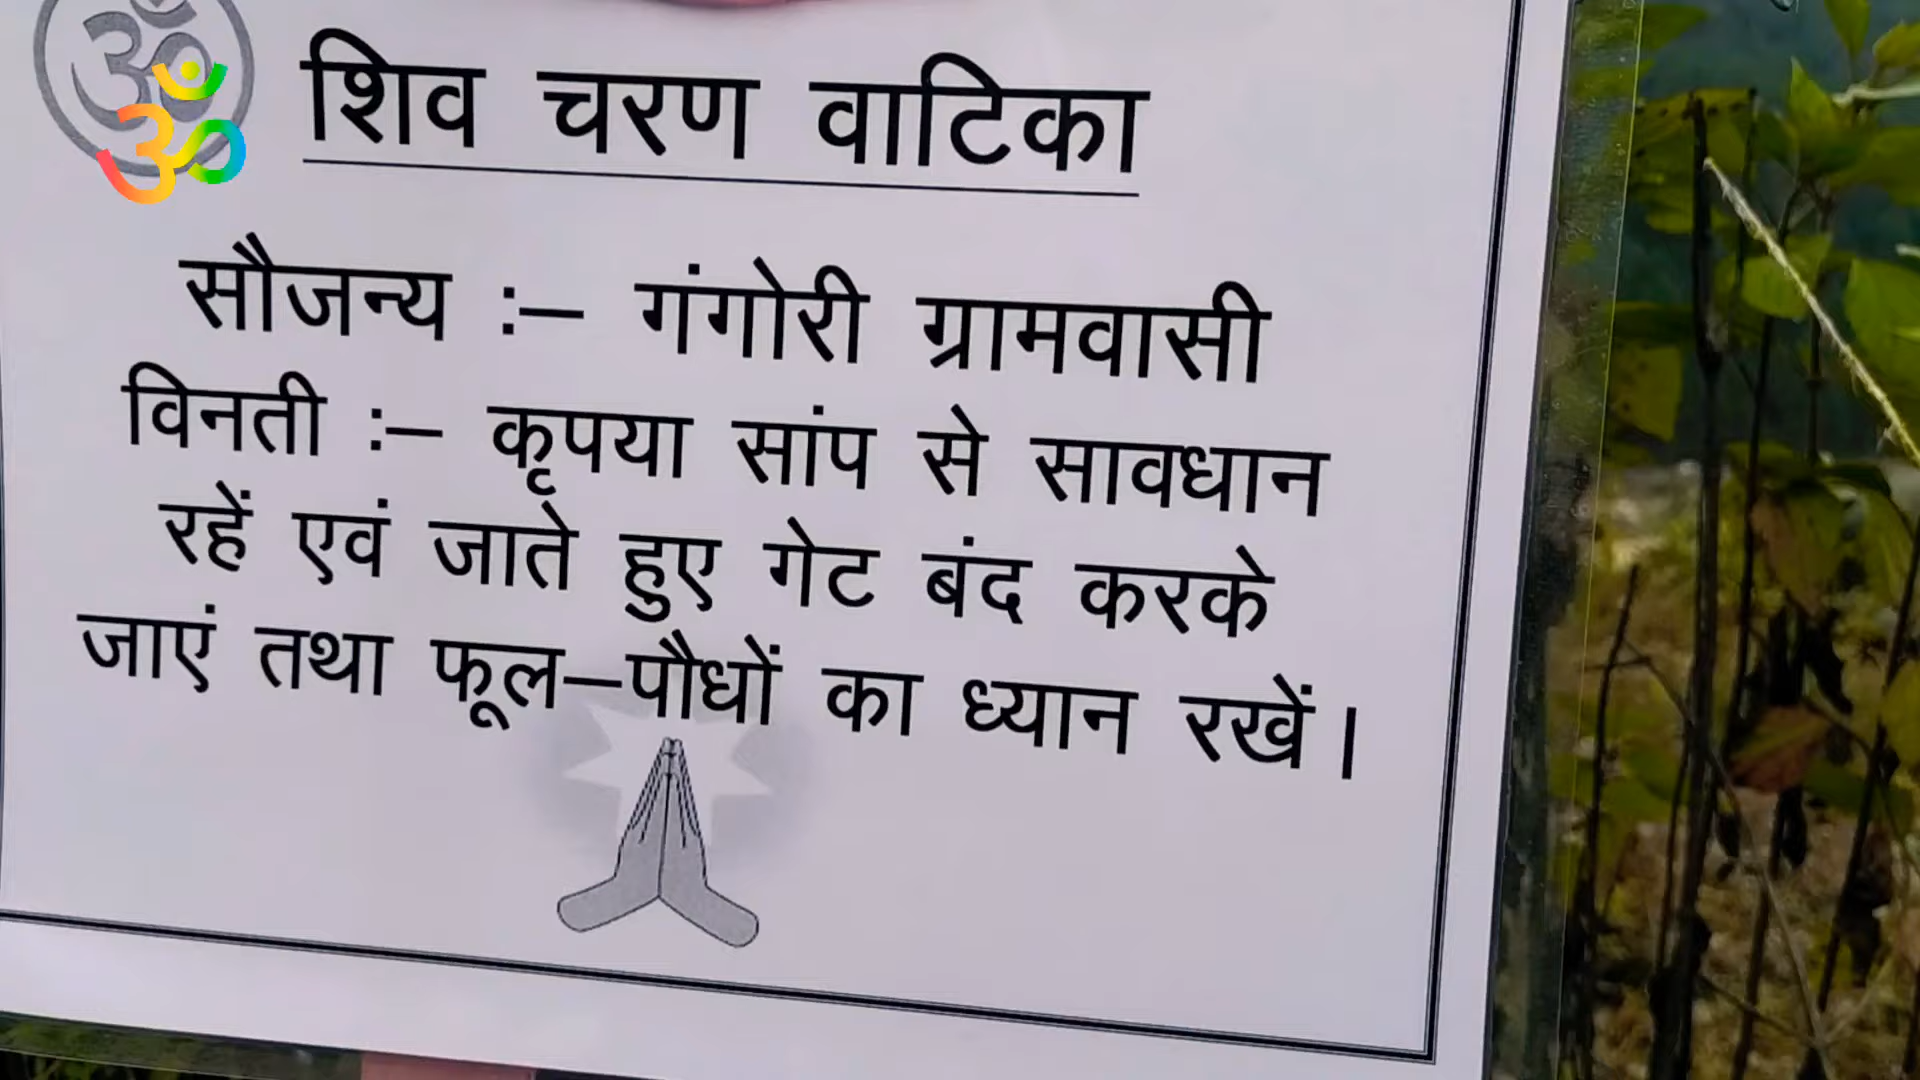 ॐ
ॐ
शिव चरण वाटिका
सौजन्य :– गंगोरी ग्रामवासी
विनती :– कृपया सांप से सावधान
रहें एवं जाते हुए गेट बंद करके
जाएं तथा फूल–पौधों का ध्यान रखें।